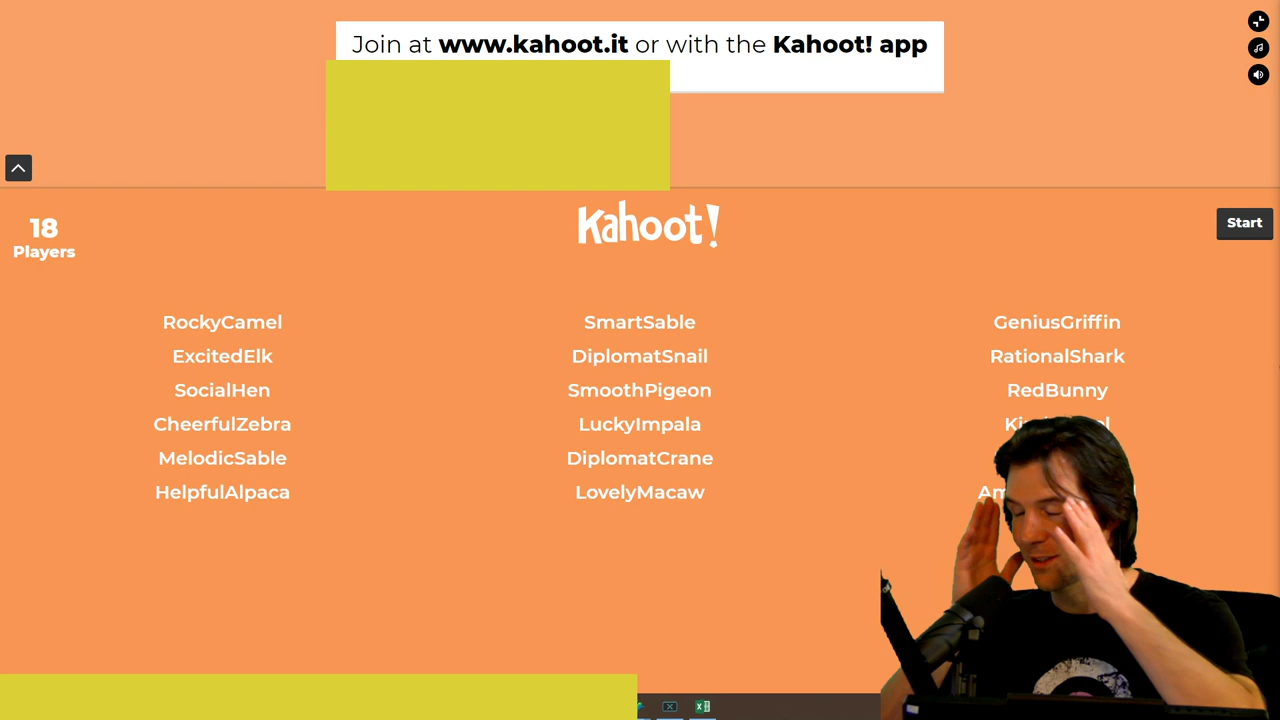 Join at www.kahoot.it or with the Kahoot! app
18
Players
Kahoot!
Start
RockyCamel
SmartSable
GeniusGriffin
ExcitedElk
DiplomatSnail
RationalShark
SocialHen
SmoothPigeon
RedBunny
CheerfulZebra
LuckyImpala
MelodicSable
DiplomatCrane
HelpfulAlpaca
LovelyMacaw